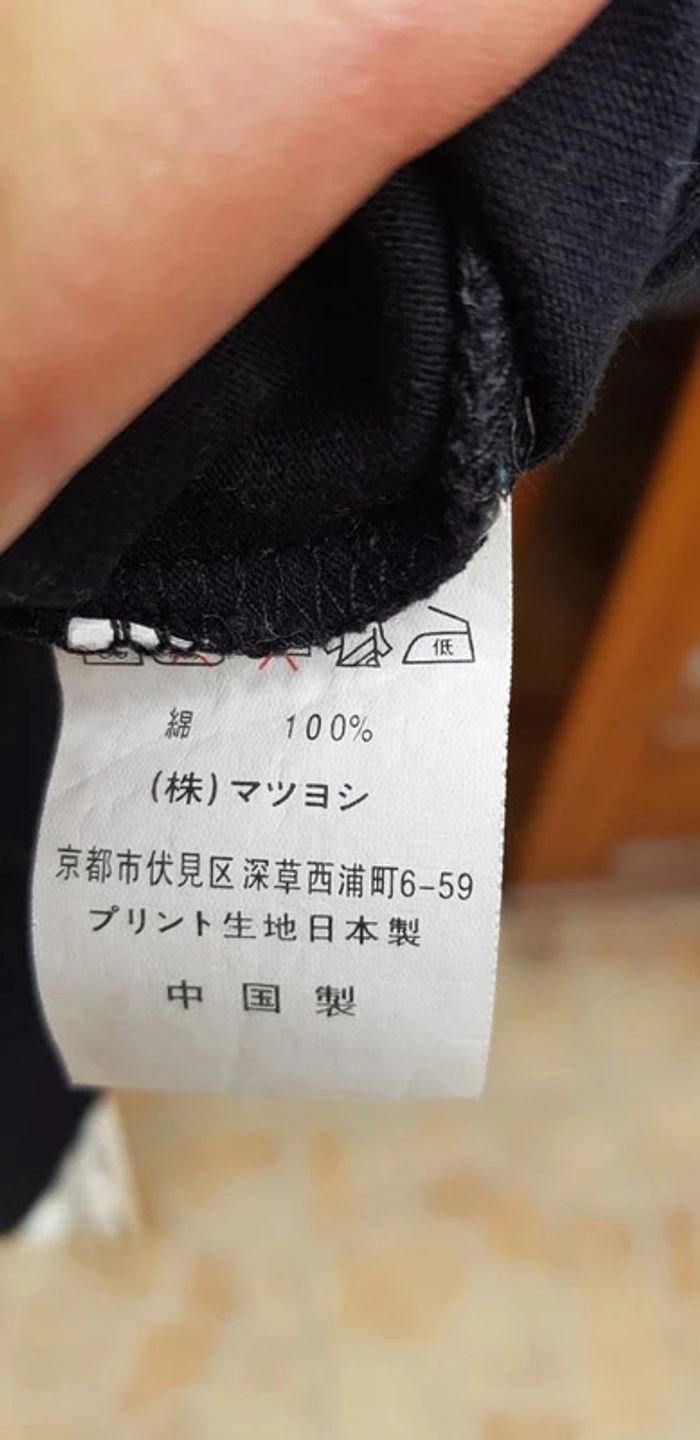 低
綿 100%
(株)マツヨシ
京都市伏見区深草西浦町6-59
プリント生地日本製
中国製